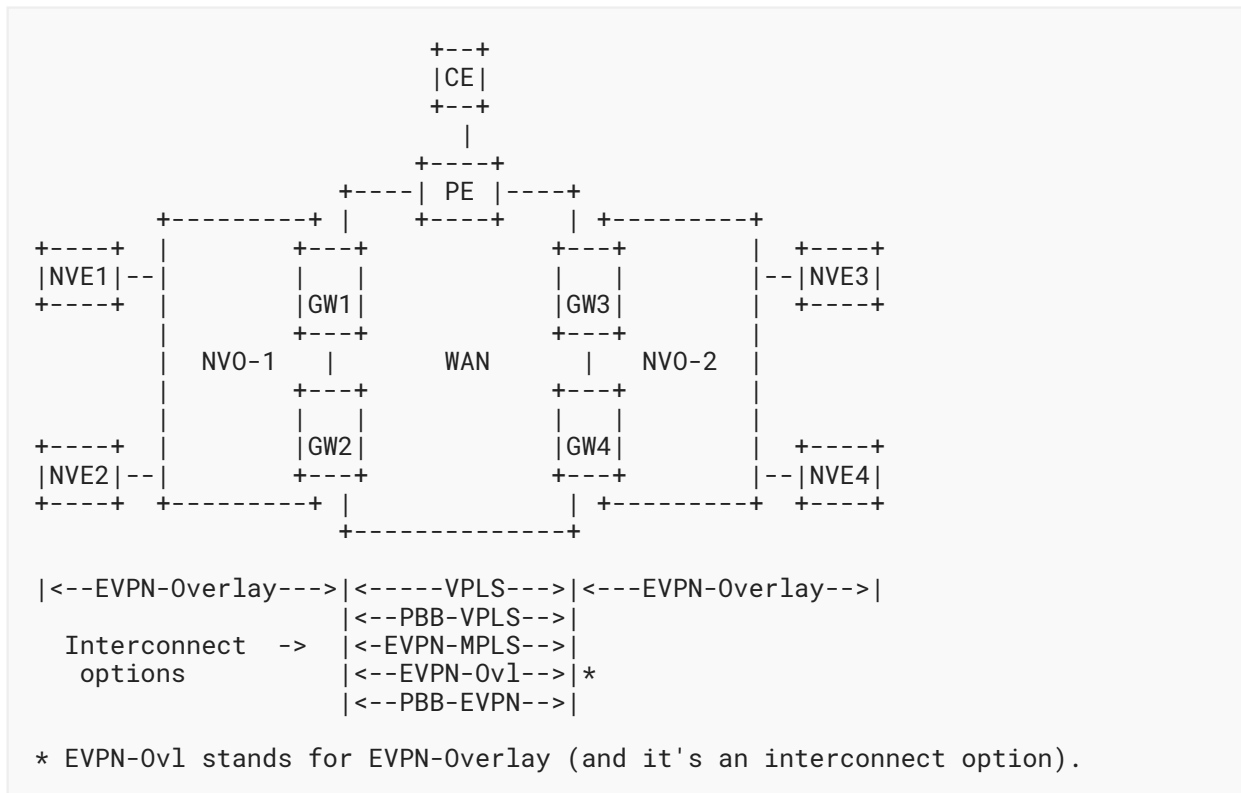 +--+
                           |CE|
                           +--+
                             |
                          +----+
                     +----| PE |----+
         +---------+ |    +----+    | +---------+
+----+   |        +---+            +---+        |  +----+
|NVE1|--|         |   |            |   |        |--|NVE3|
+----+   |        |GW1|            |GW3|        |  +----+
         |        +---+            +---+        |
         |  NVO-1   |      WAN       |   NVO-2  |
         |        +---+            +---+        |
         |        |   |            |   |        |
+----+   |        |GW2|            |GW4|        |  +----+
|NVE2|--|         +---+            +---+        |--|NVE4|
+----+  +---------+ |               | +---------+  +----+
                    +--------------+

|<--EVPN-Overlay--->|<-----VPLS--->|<---EVPN-Overlay-->|
                    |<--PBB-VPLS-->|
  Interconnect  ->  |<-EVPN-MPLS-->|
   options          |<--EVPN-Ovl-->|*
                    |<--PBB-EVPN-->|

* EVPN-Ovl stands for EVPN-Overlay (and it's an interconnect option).